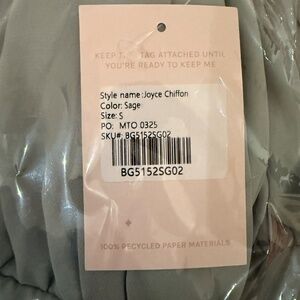 KEEP THIS TAG ATTACHED UNTIL
YOU'RE READY TO KEEP ME
Style name:Joyce Chiffon
Color: Sage
Size: S
PO: MTO 0325
SKU#: BG5152SG02
BG5152SG02
100% RECYCLED PAPER MATERIALS